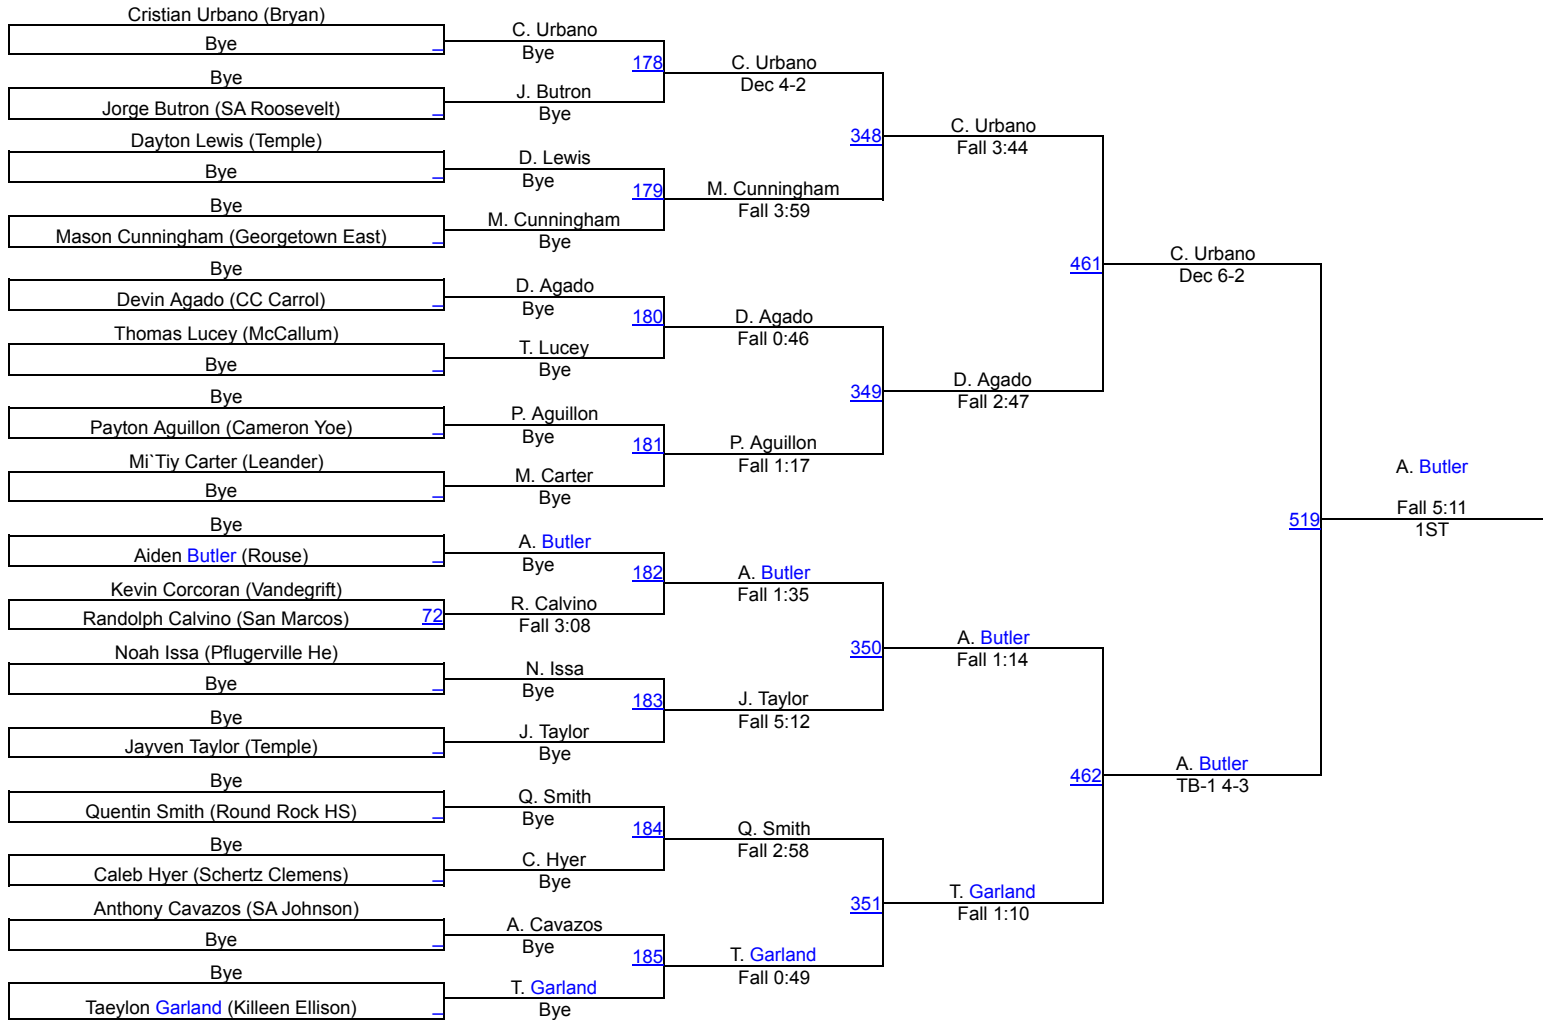 Cristian Urbano (Bryan)
Bye
Bye
Jorge Butron (SA Roosevelt)
Dayton Lewis (Temple)
Bye
Bye
Mason Cunningham (Georgetown East)
Bye
Devin Agado (CC Carrol)
Thomas Lucey (McCallum)
Bye
Bye
Payton Aguillon (Cameron Yoe)
Mi`Tiy Carter (Leander)
Bye
Bye
Aiden Butler (Rouse)
Kevin Corcoran (Vandegrift)
Randolph Calvino (San Marcos)
72
Noah Issa (Pflugerville He)
Bye
Bye
Jayven Taylor (Temple)
Bye
Quentin Smith (Round Rock HS)
Bye
Caleb Hyer (Schertz Clemens)
Anthony Cavazos (SA Johnson)
Bye
Bye
Taeylon Garland (Killeen Ellison)
C. Urbano
Bye
178
J. Butron
Bye
D. Lewis
Bye
179
M. Cunningham
Bye
D. Agado
Bye
180
T. Lucey
Bye
P. Aguillon
Bye
181
M. Carter
Bye
A. Butler
Bye
182
R. Calvino
Fall 3:08
N. Issa
Bye
183
J. Taylor
Bye
Q. Smith
Bye
184
C. Hyer
Bye
A. Cavazos
Bye
185
T. Garland
Bye
C. Urbano
Dec 4-2
348
M. Cunningham
Fall 3:59
D. Agado
Fall 0:46
349
P. Aguillon
Fall 1:17
A. Butler
Fall 1:35
350
J. Taylor
Fall 5:12
Q. Smith
Fall 2:58
351
T. Garland
Fall 0:49
C. Urbano
Fall 3:44
461
D. Agado
Fall 2:47
A. Butler
Fall 1:14
462
T. Garland
Fall 1:10
C. Urbano
Dec 6-2
519
A. Butler
TB-1 4-3
A. Butler
Fall 5:11
1ST